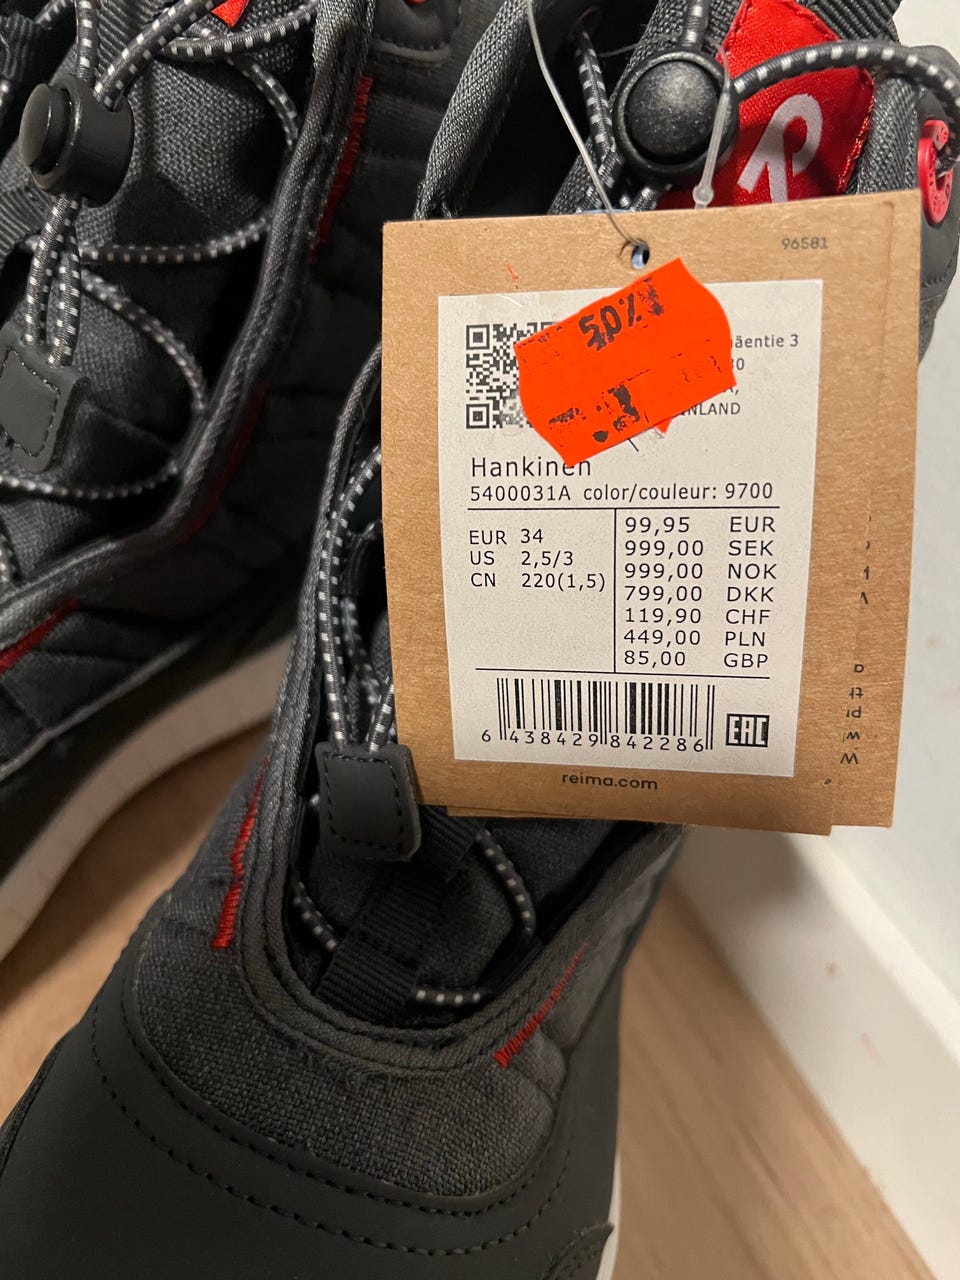 96581
50%
äentie 3
INLAND
Hankinen
5400031A color/couleur: 9700
EUR 34
US 2,5/3
CN 220(1,5)
99,95 EUR
999,00 SEK
999,00 NOK
799,00 DKK
119,90 CHF
449,00 PLN
85,00 GBP
6 438429 842286
EAC
reima.com